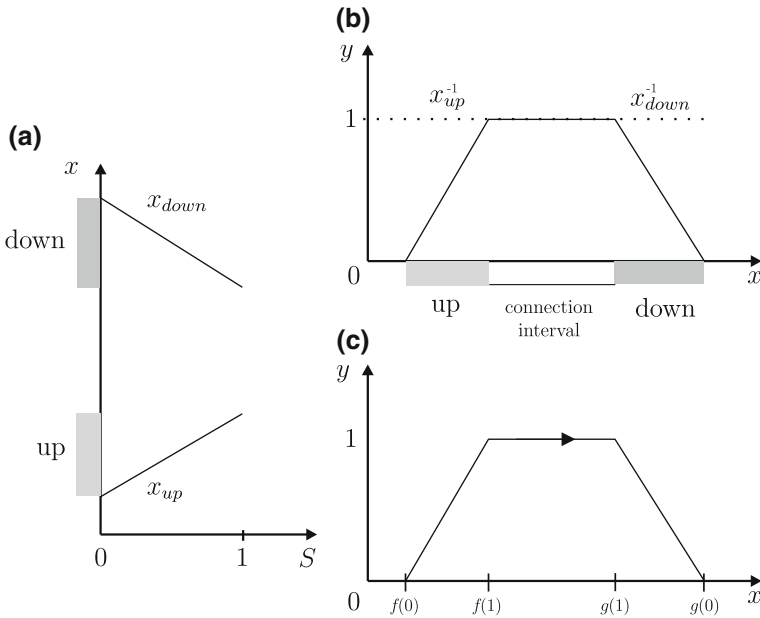 (a)
x
x_down
down
up
x_up
0
1
S
(b)
y
x_up^-1
x_down^-1
1
0
x
up
connection
interval
down
(c)
y
1
0
f(0)
f(1)
g(1)
g(0)
x